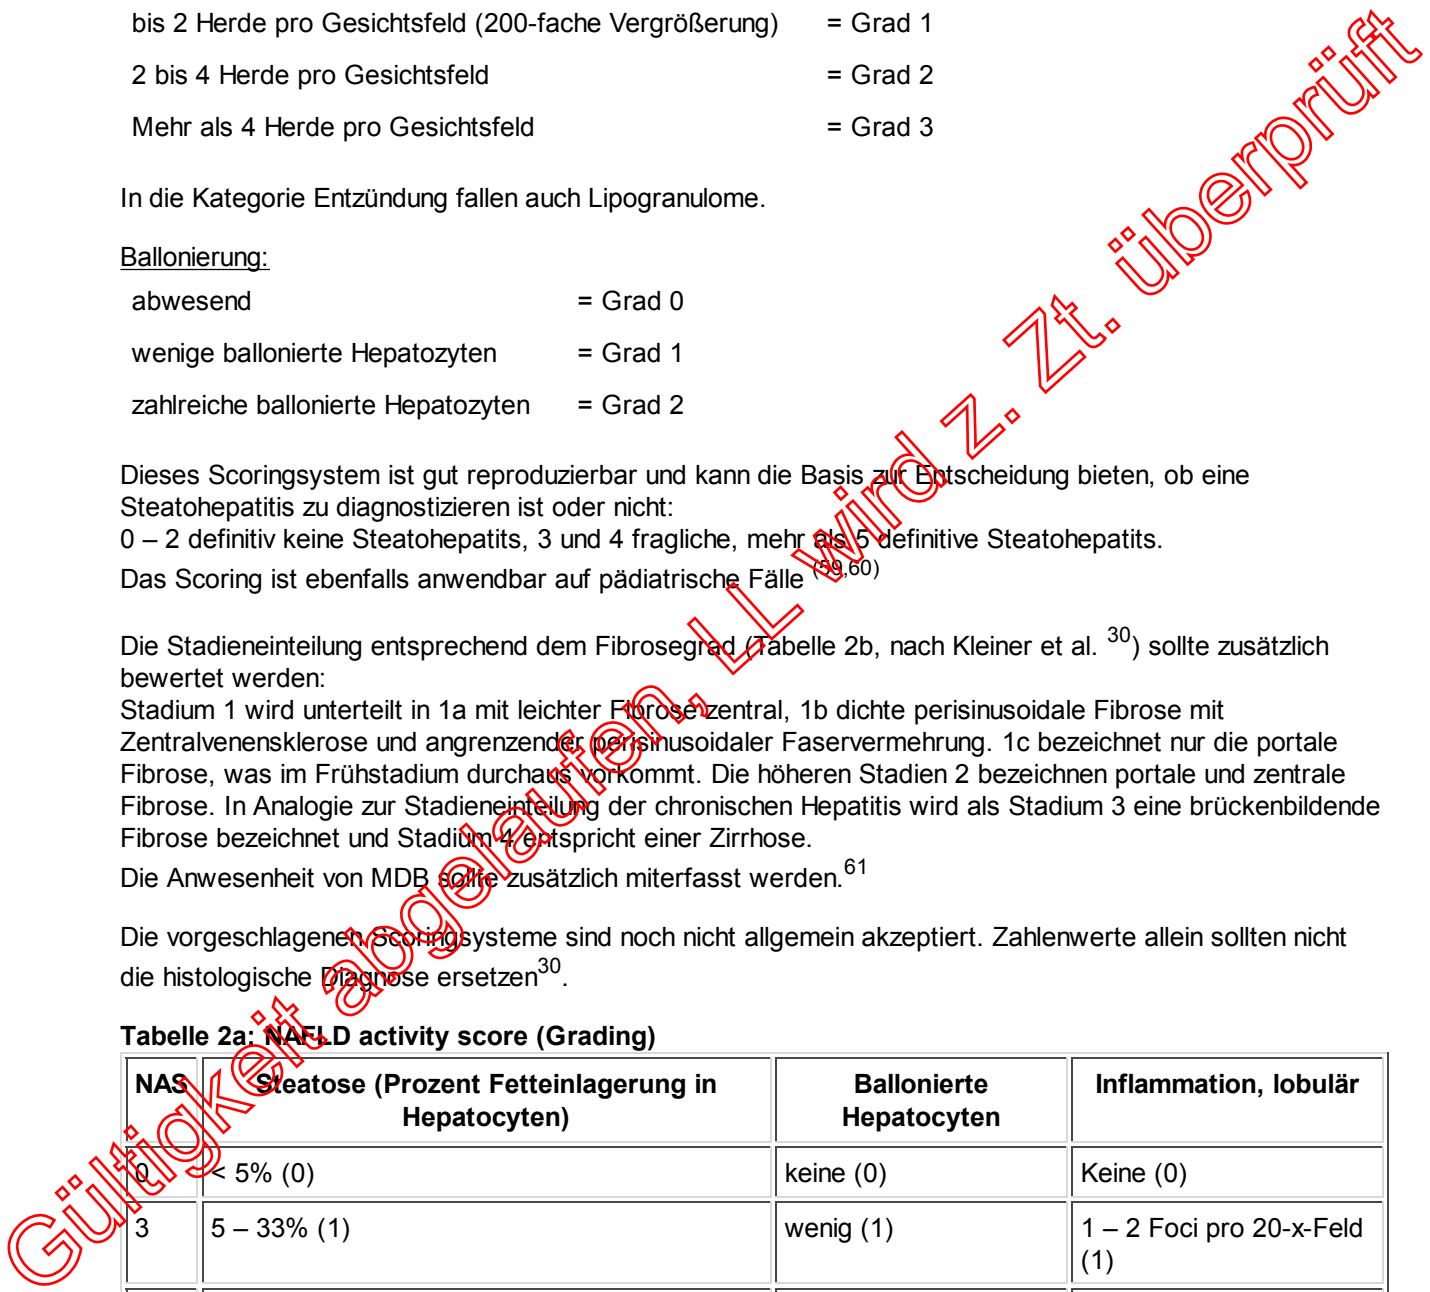 bis 2 Herde pro Gesichtsfeld (200-fache Vergrößerung) = Grad 1
2 bis 4 Herde pro Gesichtsfeld = Grad 2
Mehr als 4 Herde pro Gesichtsfeld = Grad 3
In die Kategorie Entzündung fallen auch Lipogranulome.
Ballonierung:
abwesend = Grad 0
wenige ballonierte Hepatozyten = Grad 1
zahlreiche ballonierte Hepatozyten = Grad 2
Dieses Scoringsystem ist gut reproduzierbar und kann die Basis zur Entscheidung bieten, ob eine
Steatohepatitis zu diagnostizieren ist oder nicht:
0 – 2 definitiv keine Steatohepatits, 3 und 4 fragliche, mehr als 5 definitive Steatohepatits.
Das Scoring ist ebenfalls anwendbar auf pädiatrische Fälle (59,60)
Die Stadieneinteilung entsprechend dem Fibrosegrad (Tabelle 2b, nach Kleiner et al. 30) sollte zusätzlich
bewertet werden:
Stadium 1 wird unterteilt in 1a mit leichter Fibrose zentral, 1b dichte perisinusoidale Fibrose mit
Zentralvenensklerose und angrenzender perisinusoidaler Faservermehrung. 1c bezeichnet nur die portale
Fibrose, was im Frühstadium durchaus vorkommt. Die höheren Stadien 2 bezeichnen portale und zentrale
Fibrose. In Analogie zur Stadieneinteilung der chronischen Hepatitis wird als Stadium 3 eine brückenbildende
Fibrose bezeichnet und Stadium 4 entspricht einer Zirrhose.
Die Anwesenheit von MDB sollte zusätzlich miterfasst werden.61
Die vorgeschlagenen Scoringsysteme sind noch nicht allgemein akzeptiert. Zahlenwerte allein sollten nicht
die histologische Diagnose ersetzen30.
Tabelle 2a: NAFLD activity score (Grading)
NAS Steatose (Prozent Fetteinlagerung in Ballonierte Inflammation, lobulär
Hepatocyten) Hepatocyten
0 < 5% (0) keine (0) Keine (0)
3 5 – 33% (1) wenig (1) 1 – 2 Foci pro 20-x-Feld
(1)
Gültigkeit abgelaufen, LL wird z. Zt. überprüft